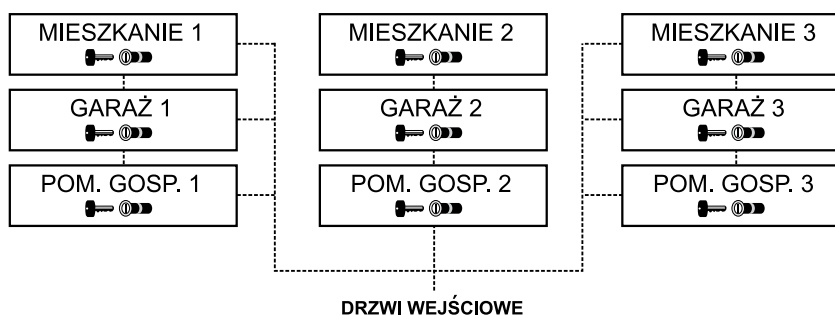 MIESZKANIE 1
MIESZKANIE 2
MIESZKANIE 3
GARAŻ 1
GARAŻ 2
GARAŻ 3
POM. GOSP. 1
POM. GOSP. 2
POM. GOSP. 3
DRZWI WEJŚCIOWE